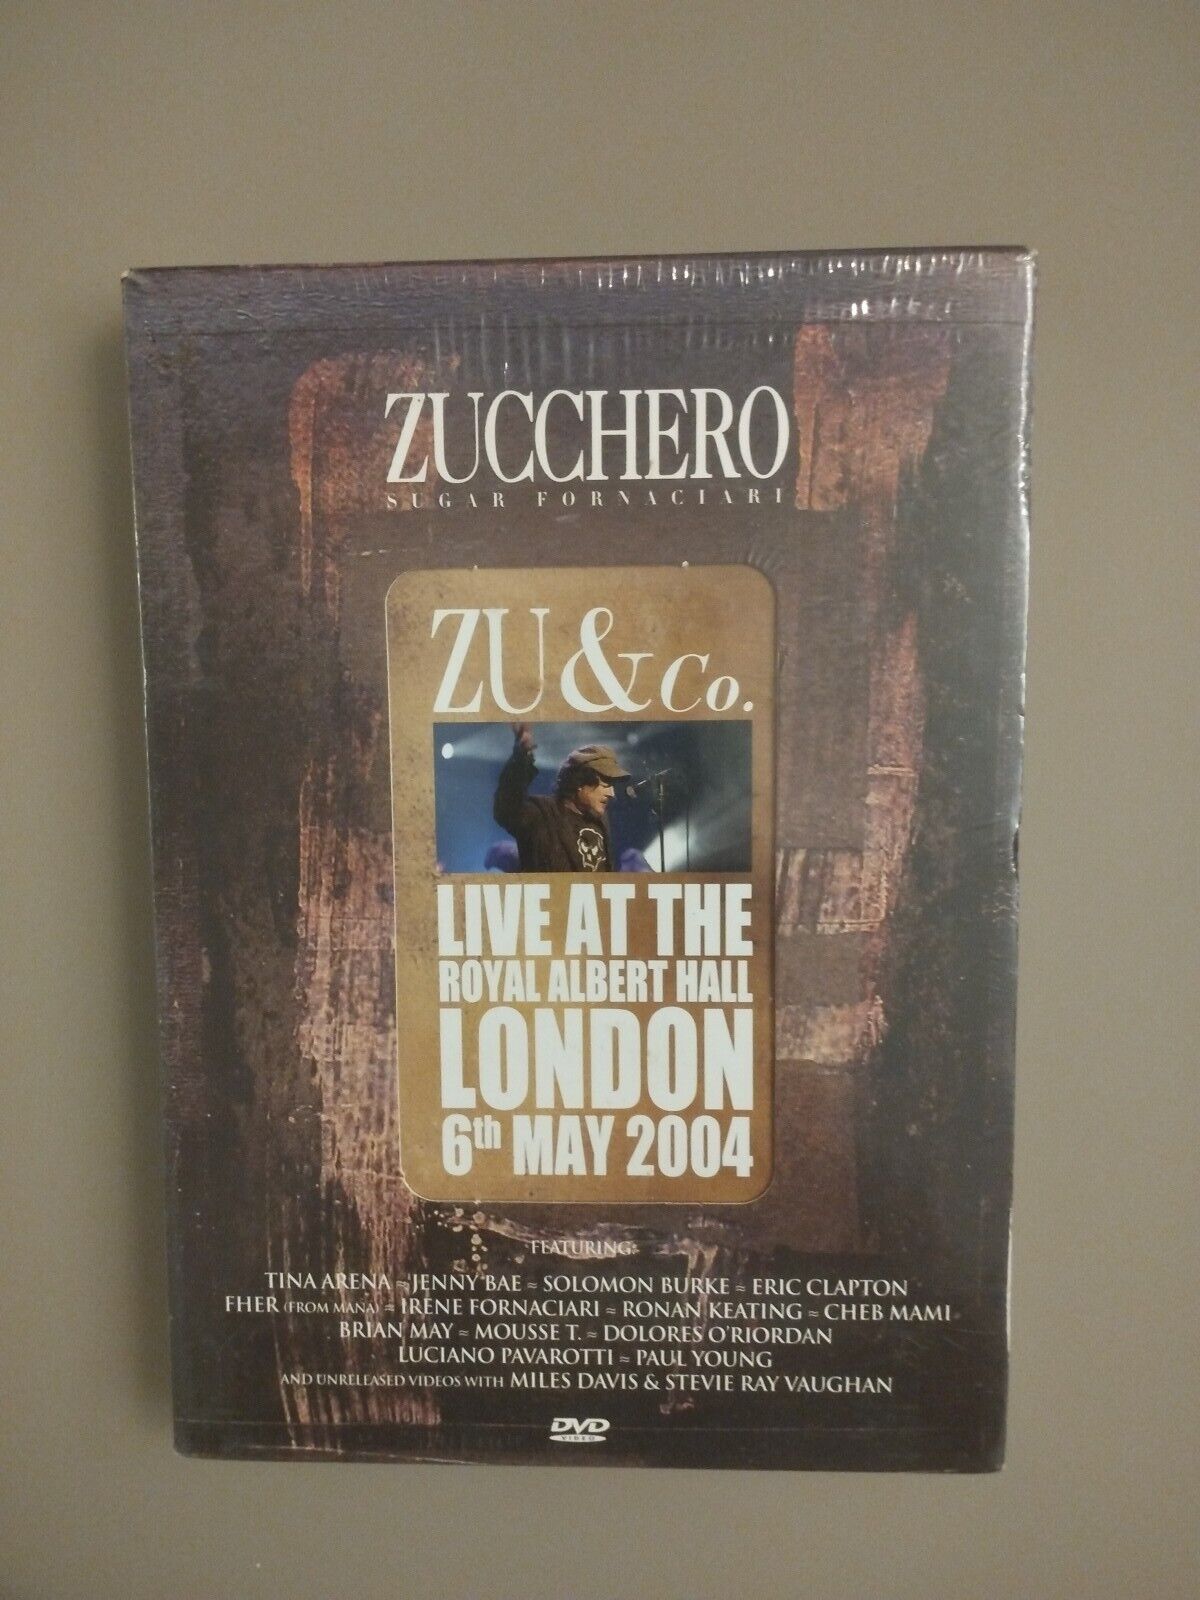 ZUCCHERO
SUGAR FORNACIARI
ZU & Co.
LIVE AT THE
ROYAL ALBERT HALL
LONDON
6th MAY 2004
FEATURING:
TINA ARENA ≈ JENNY BAE ≈ SOLOMON BURKE ≈ ERIC CLAPTON
FHER (FROM MANA) ≈ IRENE FORNACIARI ≈ RONAN KEATING ≈ CHEB MAMI
BRIAN MAY ≈ MOUSSE T. ≈ DOLORES O'RIORDAN
LUCIANO PAVAROTTI ≈ PAUL YOUNG
AND UNRELEASED VIDEOS WITH MILES DAVIS & STEVIE RAY VAUGHAN
DVD
VIDEO